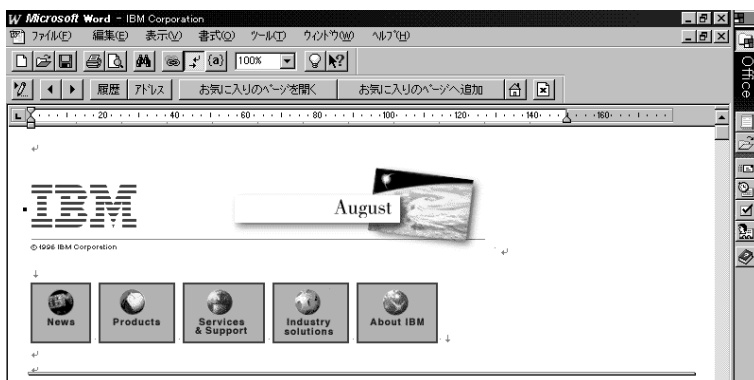 Microsoft Word - IBM Corporation
ファイル(F) 編集(E) 表示(V) 書式(O) ツール(T) ウィンドウ(W) ヘルプ(H)
100%
履歴 アドレス お気に入りのページを開く お気に入りのページへ追加
20 40 60 80 100 120 140 160
Office
IBM
August
© 1996 IBM Corporation
News Products Services & Support Industry solutions About IBM